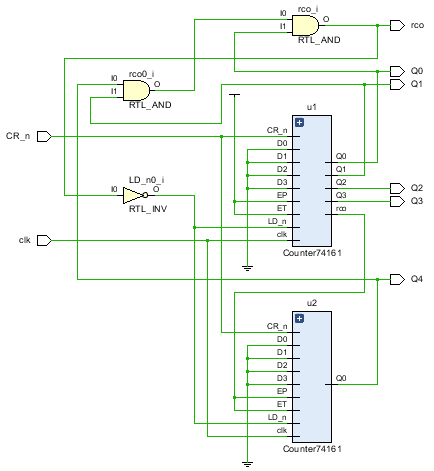 rco_i
I0
O
I1
RTL_AND
rco
rco0_i
I0
O
I1
RTL_AND
Q0
Q1
u1
CR_n
CR_n
D0
D1
D2
D3
EP
ET
LD_n
clk
Q0
Q1
Q2
Q3
rco
Counter74161
Q2
Q3
LD_n0_i
I0
O
RTL_INV
clk
Q4
u2
CR_n
D0
D1
D2
D3
EP
ET
LD_n
clk
Q0
Counter74161